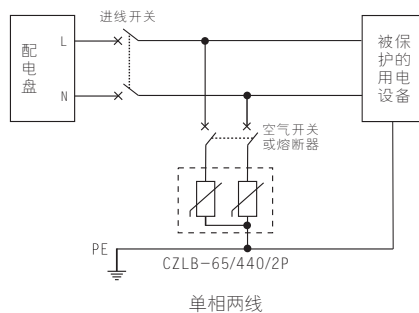 进线开关
配电盘
L
N
被保护的用电设备
空气开关
或熔断器
PE
CZLB-65/440/2P
单相两线